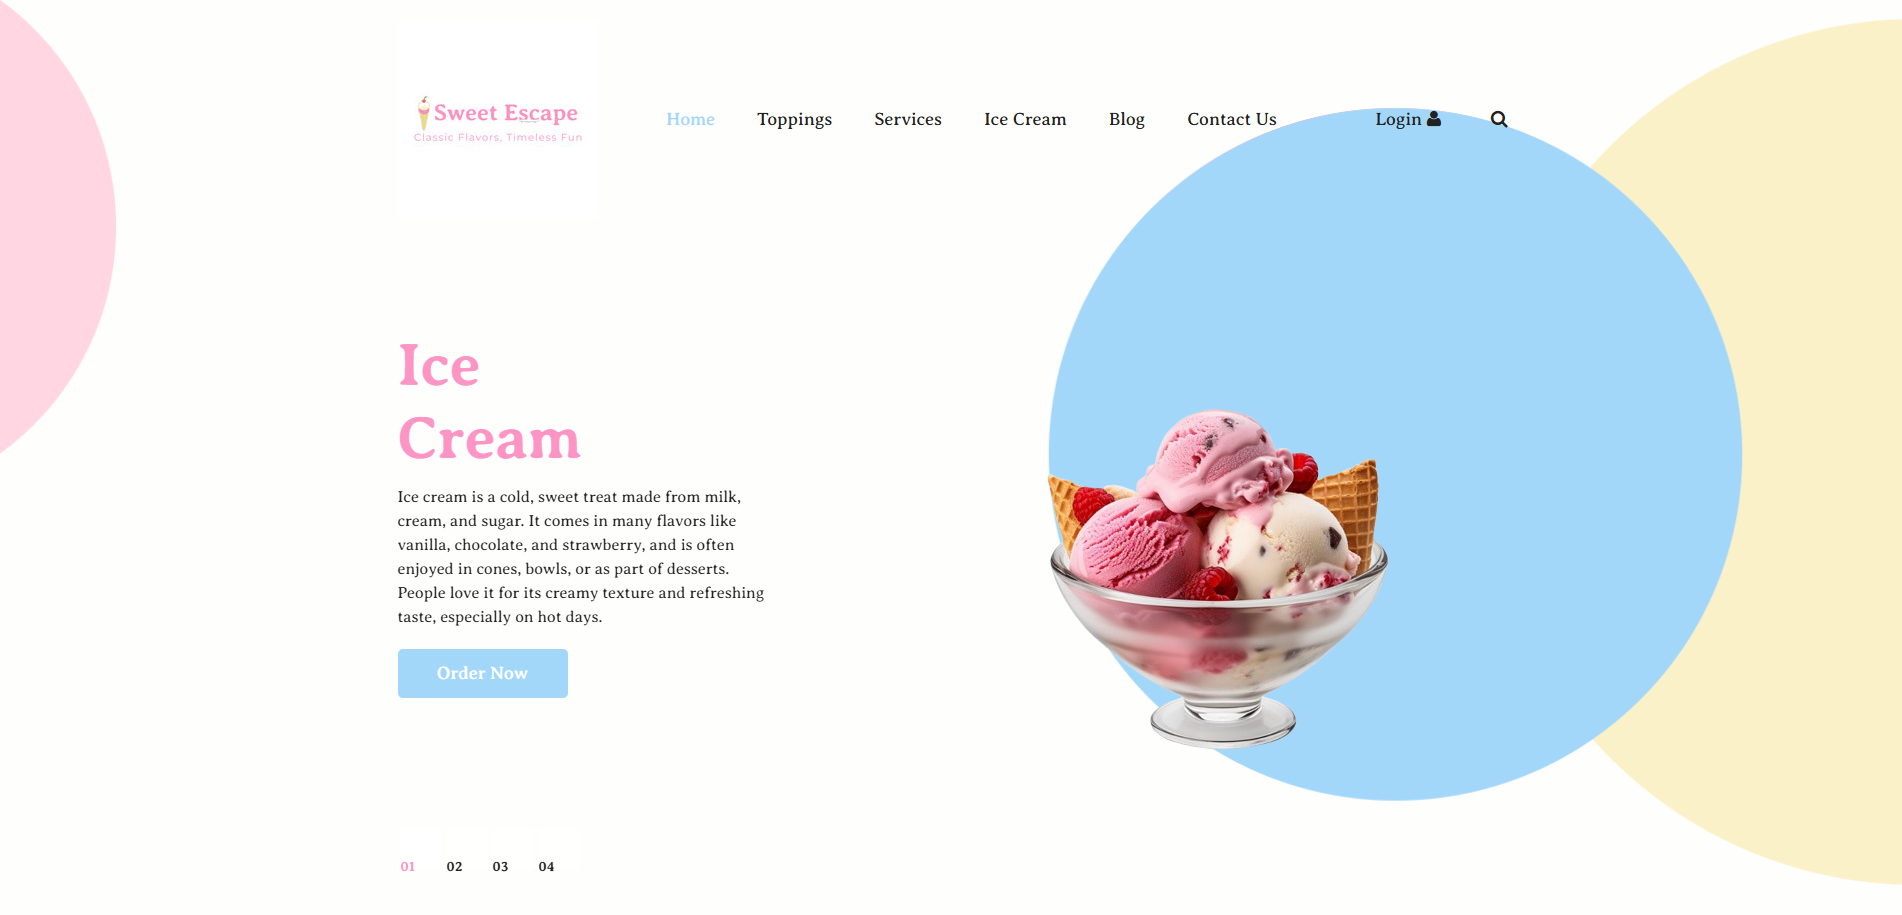 Sweet Escape
Classic Flavors, Timeless Fun
Home Toppings Services Ice Cream Blog Contact Us Login
Ice
Cream
Ice cream is a cold, sweet treat made from milk,
cream, and sugar. It comes in many flavors like
vanilla, chocolate, and strawberry, and is often
enjoyed in cones, bowls, or as part of desserts.
People love it for its creamy texture and refreshing
taste, especially on hot days.
Order Now
01 02 03 04